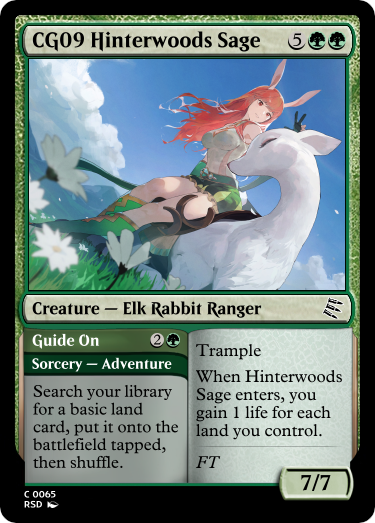 CG09 Hinterwoods Sage 5
Creature — Elk Rabbit Ranger
Guide On 2
Sorcery — Adventure
Search your library
for a basic land
card, put it onto the
battlefield tapped,
then shuffle.
Trample
When Hinterwoods
Sage enters, you
gain 1 life for each
land you control.
FT
7/7
C 0065
RSD